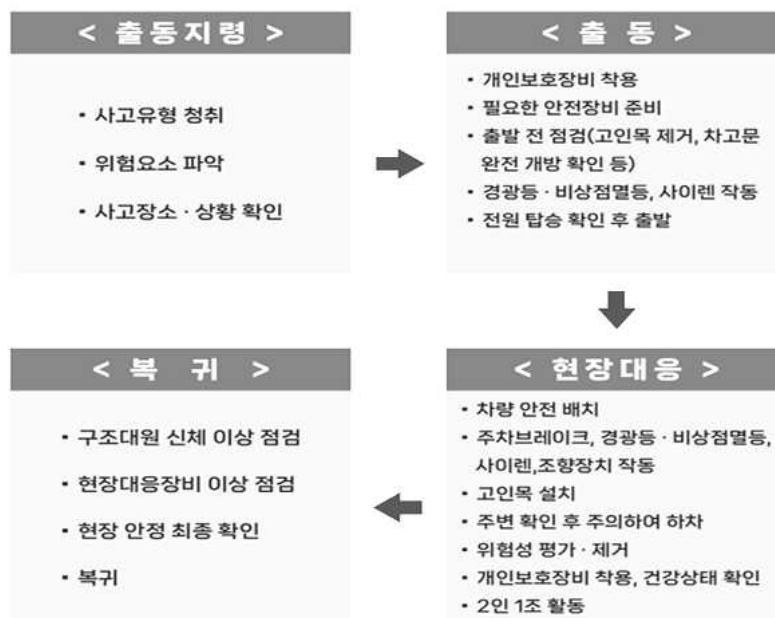 < 출동지령 >
• 사고유형 청취
• 위험요소 파악
• 사고장소 · 상황 확인
< 출 동 >
• 개인보호장비 착용
• 필요한 안전장비 준비
• 출발 전 점검(고인목 제거, 차고문
완전 개방 확인 등)
• 경광등 · 비상점멸등, 사이렌 작동
• 전원 탑승 확인 후 출발
< 현장대응 >
• 차량 안전 배치
• 주차브레이크, 경광등 · 비상점멸등,
사이렌,조향장치 작동
• 고인목 설치
• 주변 확인 후 주의하여 하차
• 위험성 평가 · 제거
• 개인보호장비 착용, 건강상태 확인
• 2인 1조 활동
< 복 귀 >
• 구조대원 신체 이상 점검
• 현장대응장비 이상 점검
• 현장 안정 최종 확인
• 복귀